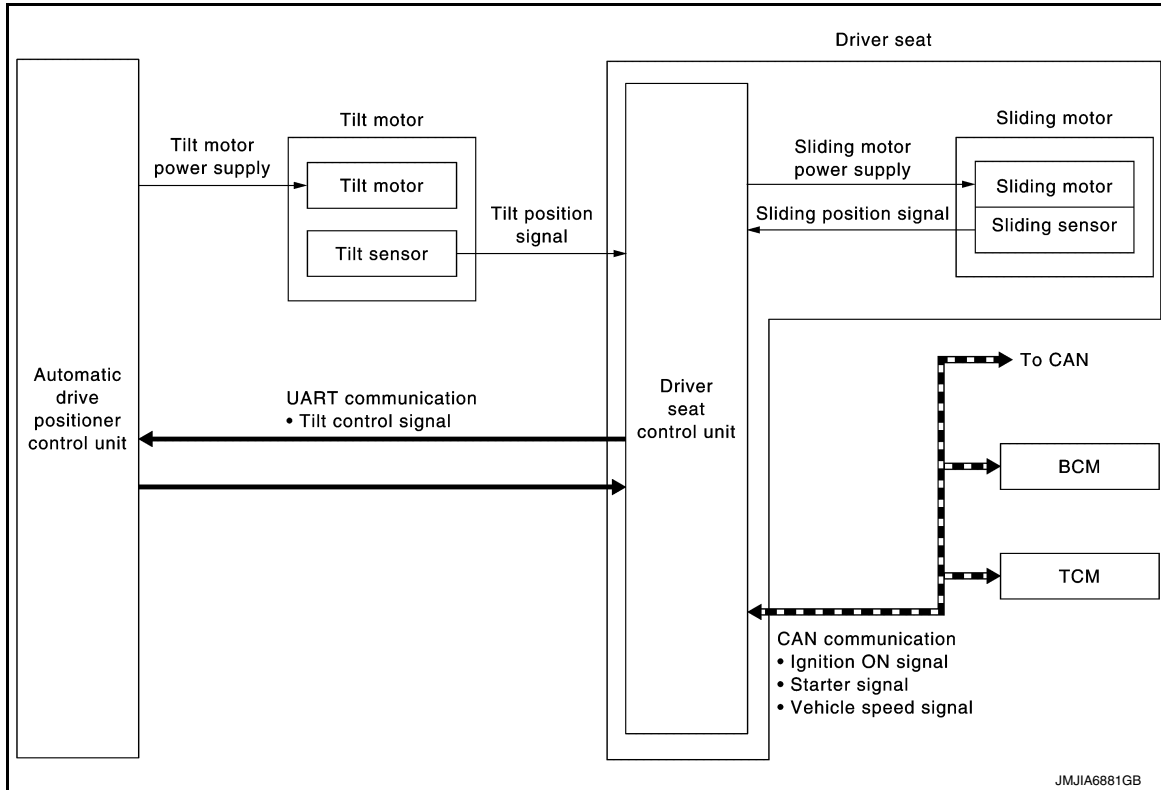 Driver seat
Tilt motor
Sliding motor
Tilt motor
power supply
Tilt motor
Tilt sensor
Tilt position
signal
Sliding motor
power supply
Sliding position signal
Sliding motor
Sliding sensor
Automatic
drive
positioner
control unit
UART communication
• Tilt control signal
Driver
seat
control unit
To CAN
BCM
TCM
CAN communication
• Ignition ON signal
• Starter signal
• Vehicle speed signal
JMJIA6881GB